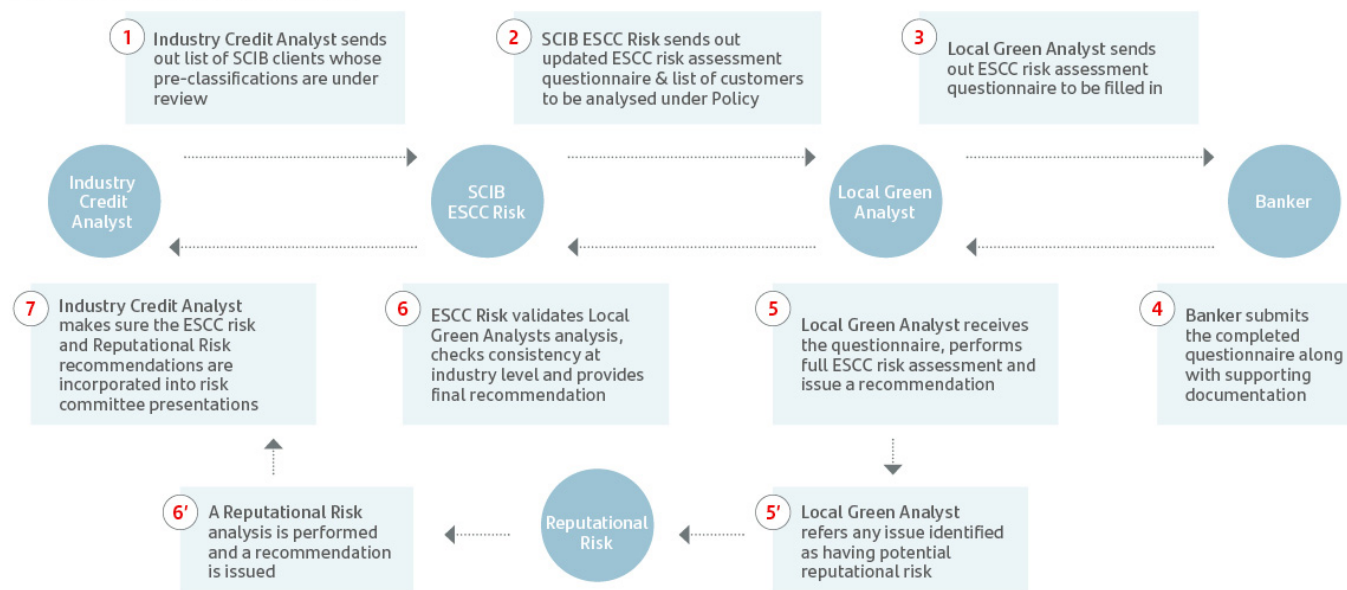 1
Industry Credit Analyst sends
out list of SCIB clients whose
pre-classifications are under
review
2
SCIB ESCC Risk sends out
updated ESCC risk assessment
questionnaire & list of customers
to be analysed under Policy
3
Local Green Analyst sends
out ESCC risk assessment
questionnaire to be filled in
Industry
Credit
Analyst
SCIB
ESCC Risk
Local Green
Analyst
Banker
7
Industry Credit Analyst
makes sure the ESCC risk
and Reputational Risk
recommendations are
incorporated into risk
committee presentations
6
ESCC Risk validates Local
Green Analysts analysis,
checks consistency at
industry level and provides
final recommendation
5
Local Green Analyst receives
the questionnaire, performs
full ESCC risk assessment and
issue a recommendation
4
Banker submits
the completed
questionnaire along
with supporting
documentation
6’
A Reputational Risk
analysis is performed
and a recommendation
is issued
Reputational
Risk
5’
Local Green Analyst
refers any issue identified
as having potential
reputational risk